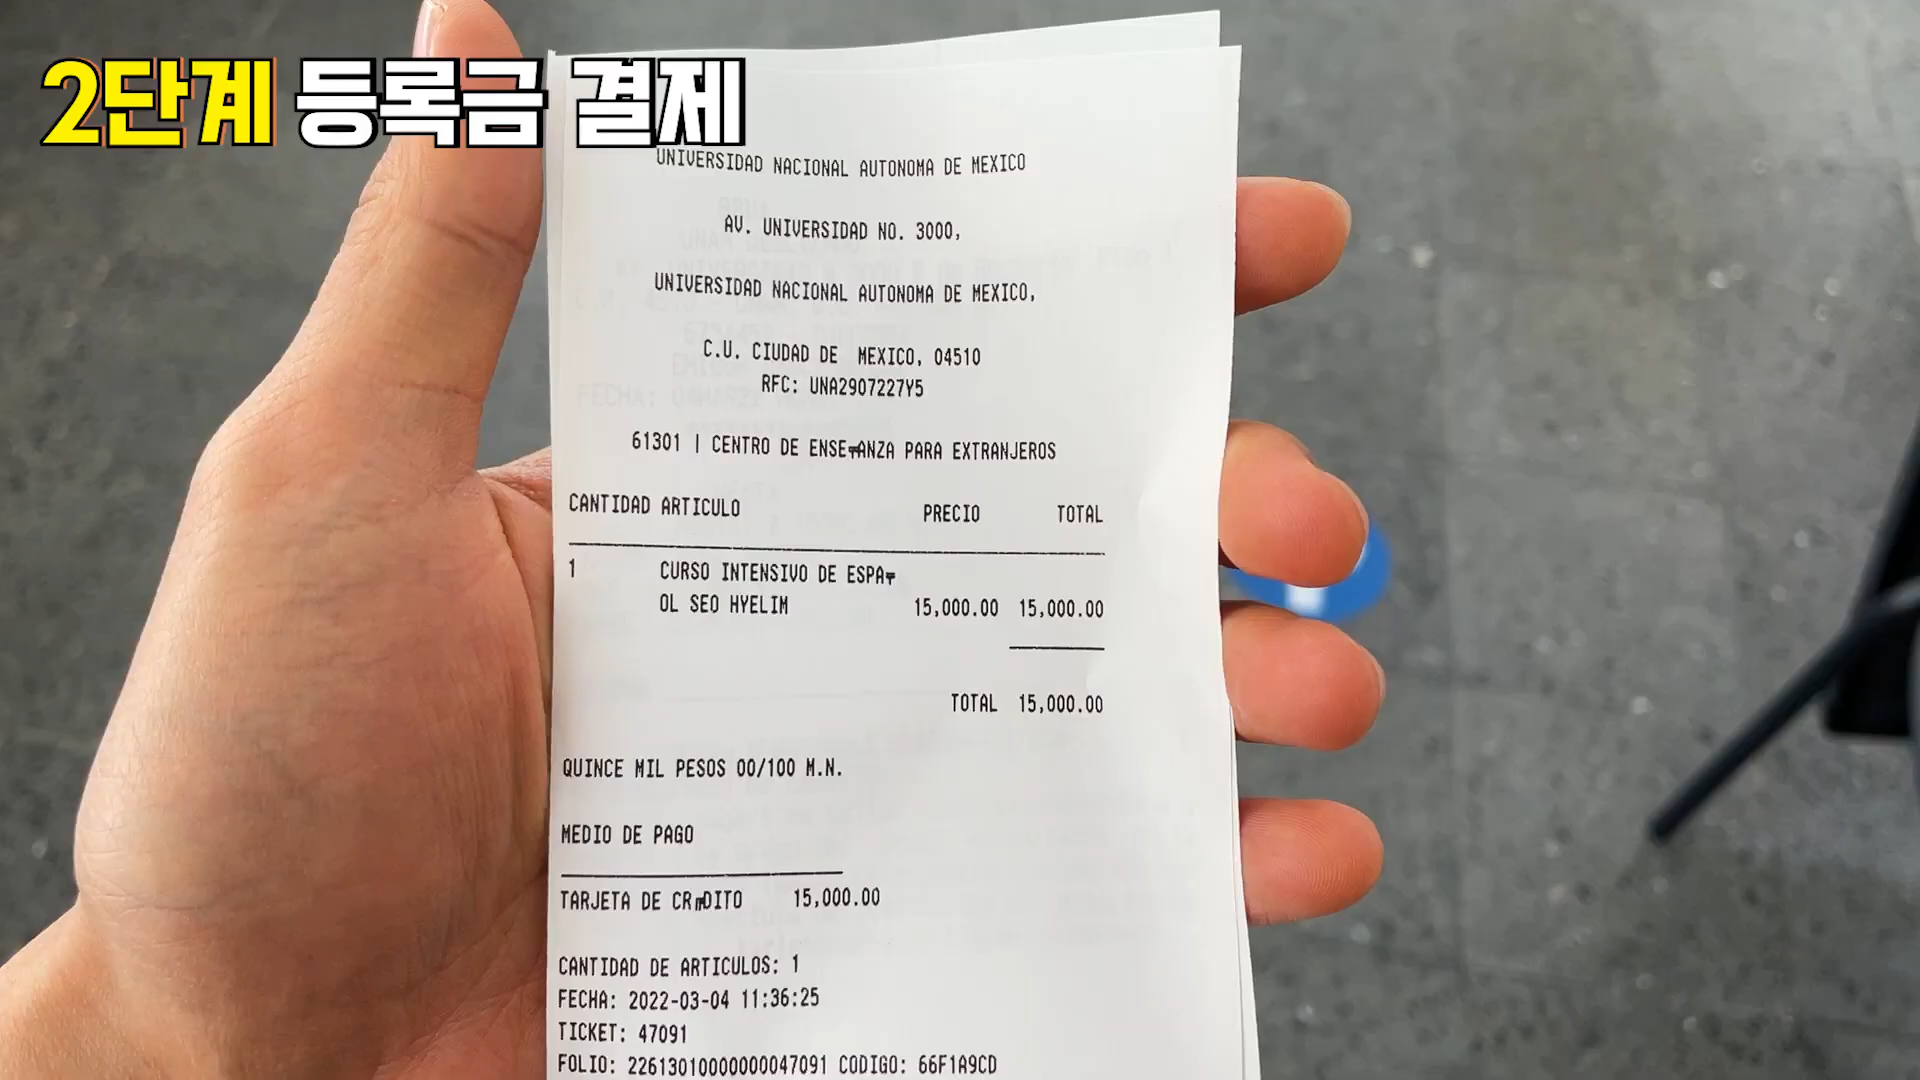 2단계 등록금 결제
UNIVERSIDAD NACIONAL AUTONOMA DE MEXICO
AV. UNIVERSIDAD NO. 3000,
UNIVERSIDAD NACIONAL AUTONOMA DE MEXICO,
C.U. CIUDAD DE MEXICO, 04510
RFC: UNA2907227Y5
61301 | CENTRO DE ENSE╤ANZA PARA EXTRANJEROS
CANTIDAD ARTICULO PRECIO TOTAL
1 CURSO INTENSIVO DE ESPA╤
OL SEO HYELIM 15,000.00 15,000.00
TOTAL 15,000.00
QUINCE MIL PESOS 00/100 M.N.
MEDIO DE PAGO
TARJETA DE CR╔DITO 15,000.00
CANTIDAD DE ARTICULOS: 1
FECHA: 2022-03-04 11:36:25
TICKET: 47091
FOLIO: 22613010000000047091 CODIGO: 66F1A9CD